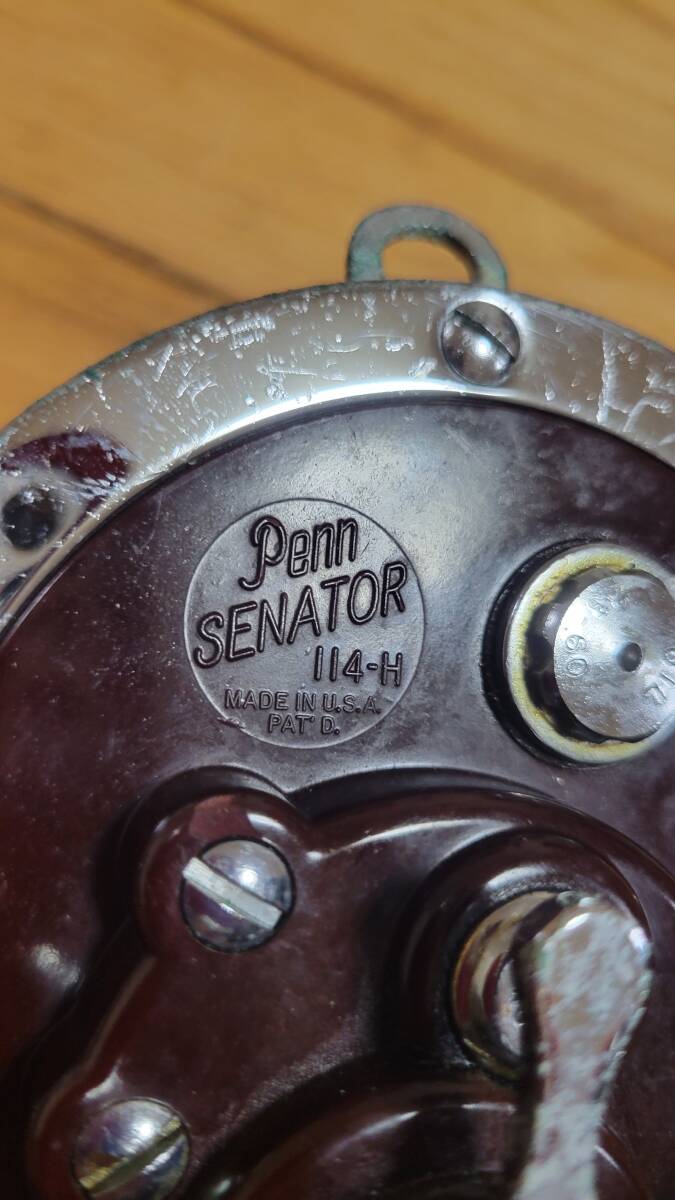 Penn
SENATOR
114-H
MADE IN U.S.A.
PAT'D.